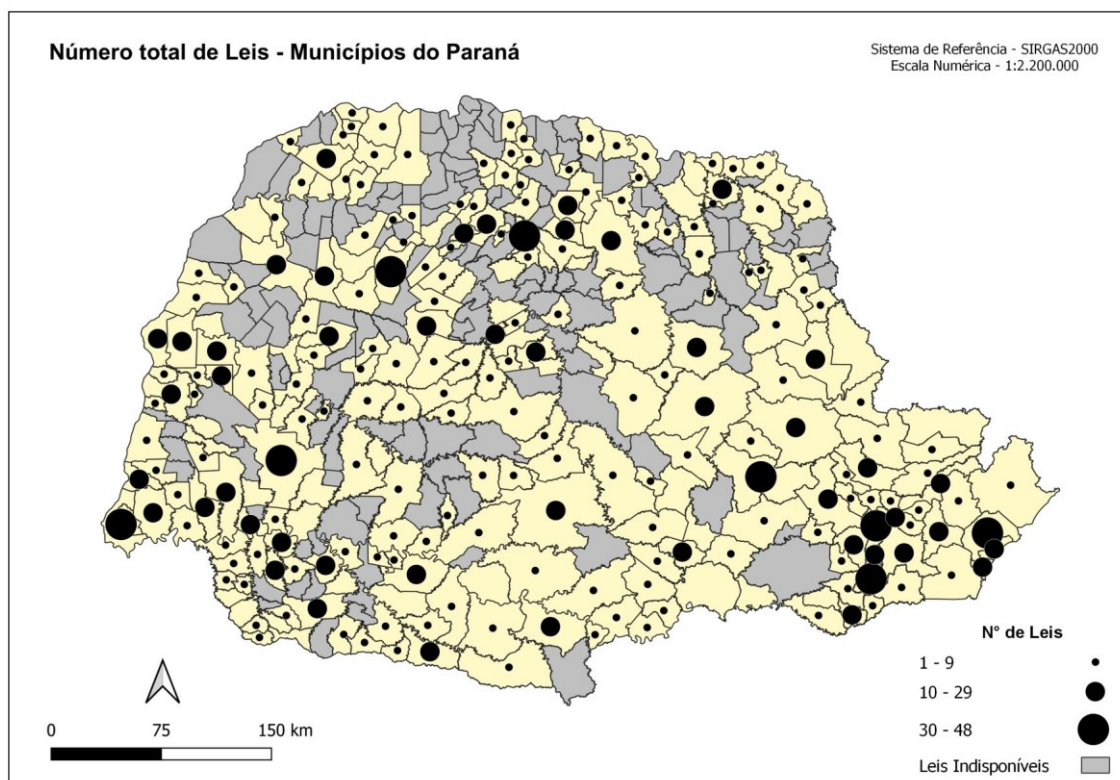 Número total de Leis - Municípios do Paraná
Sistema de Referência - SIRGAS2000
Escala Numérica - 1:2.200.000
N° de Leis
1 - 9
10 - 29
30 - 48
Leis Indisponíveis
0 75 150 km